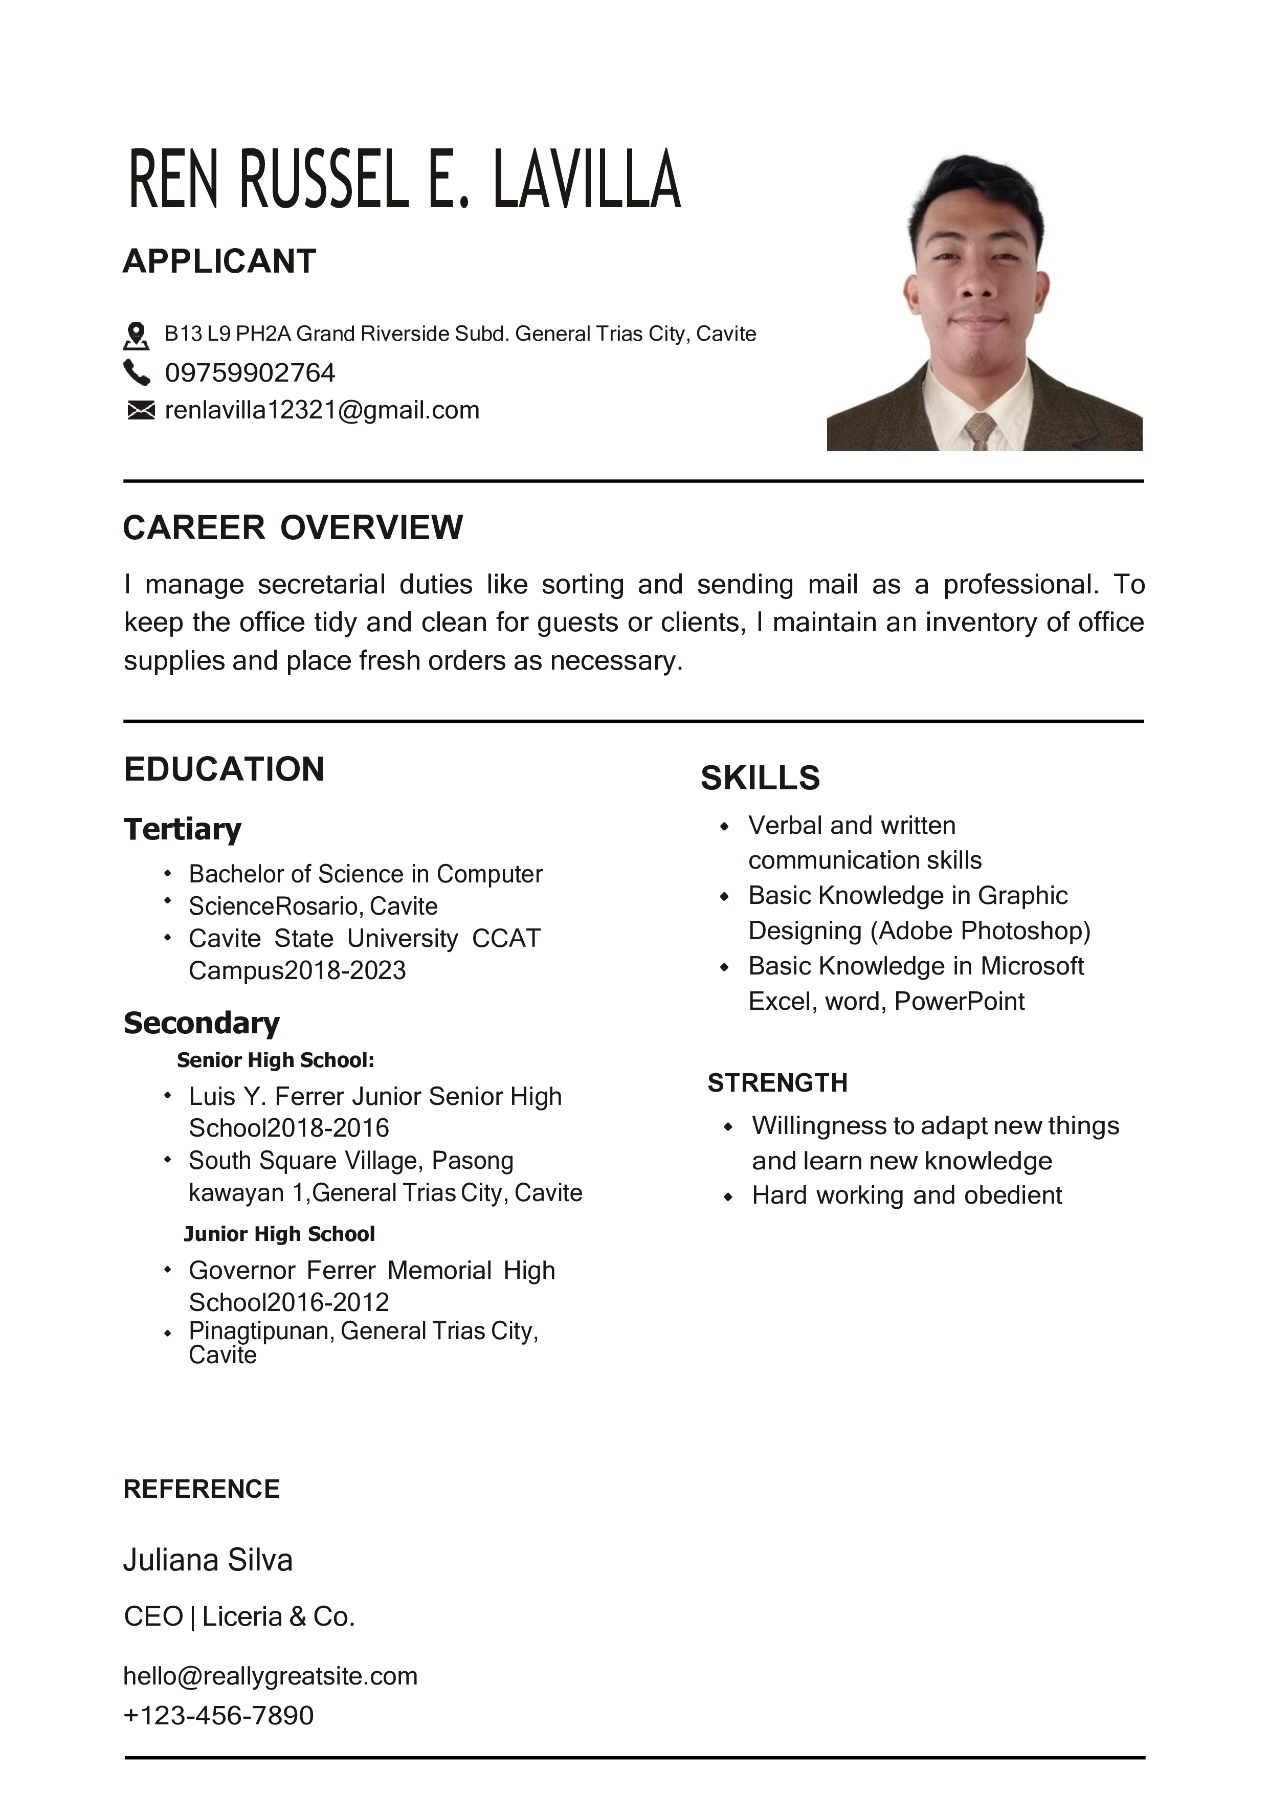 REN RUSSEL E. LAVILLA
APPLICANT
B13 L9 PH2A Grand Riverside Subd. General Trias City, Cavite
09759902764
renlavilla12321@gmail.com
CAREER OVERVIEW
I manage secretarial duties like sorting and sending mail as a professional. To
keep the office tidy and clean for guests or clients, I maintain an inventory of office
supplies and place fresh orders as necessary.
EDUCATION
Tertiary
Bachelor of Science in Computer
ScienceRosario, Cavite
Cavite State University CCAT
Campus2018-2023
Secondary
Senior High School:
Luis Y. Ferrer Junior Senior High
School2018-2016
South Square Village, Pasong
kawayan 1,General Trias City, Cavite
Junior High School
Governor Ferrer Memorial High
School2016-2012
Pinagtipunan, General Trias City,
Cavite
SKILLS
Verbal and written
communication skills
Basic Knowledge in Graphic
Designing (Adobe Photoshop)
Basic Knowledge in Microsoft
Excel, word, PowerPoint
STRENGTH
Willingness to adapt new things
and learn new knowledge
Hard working and obedient
REFERENCE
Juliana Silva
CEO | Liceria & Co.
hello@reallygreatsite.com
+123-456-7890